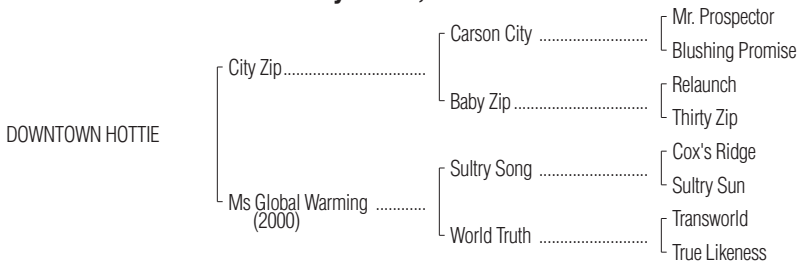 Mr. Prospector
Carson City ........................
Blushing Promise
City Zip................................
Relaunch
Baby Zip.............................
Thirty Zip
DOWNTOWN HOTTIE
Cox's Ridge
Sultry Song ........................
Sultry Sun
Ms Global Warming ...........
(2000)
Transworld
World Truth ........................
True Likeness